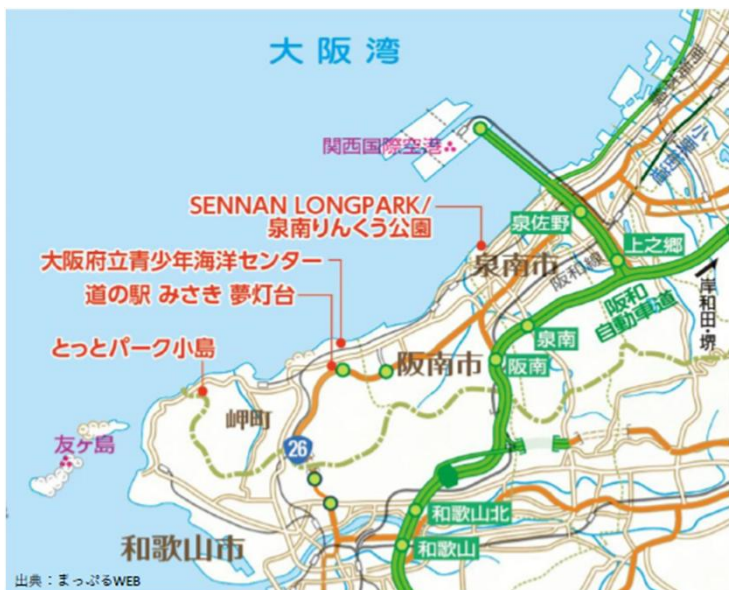 大阪湾
関西国際空港
SENNAN LONGPARK/
泉南りんくう公園
泉佐野
上之郷
泉南市
阪和線
大阪府立青少年海洋センター
道の駅 みさき 夢灯台
阪和
自動車道
岸和田・堺
泉南
とっとパーク小島
阪南市
阪南
岬町
26
友ヶ島
和歌山北
和歌山市
和歌山
出典：まっぷるWEB